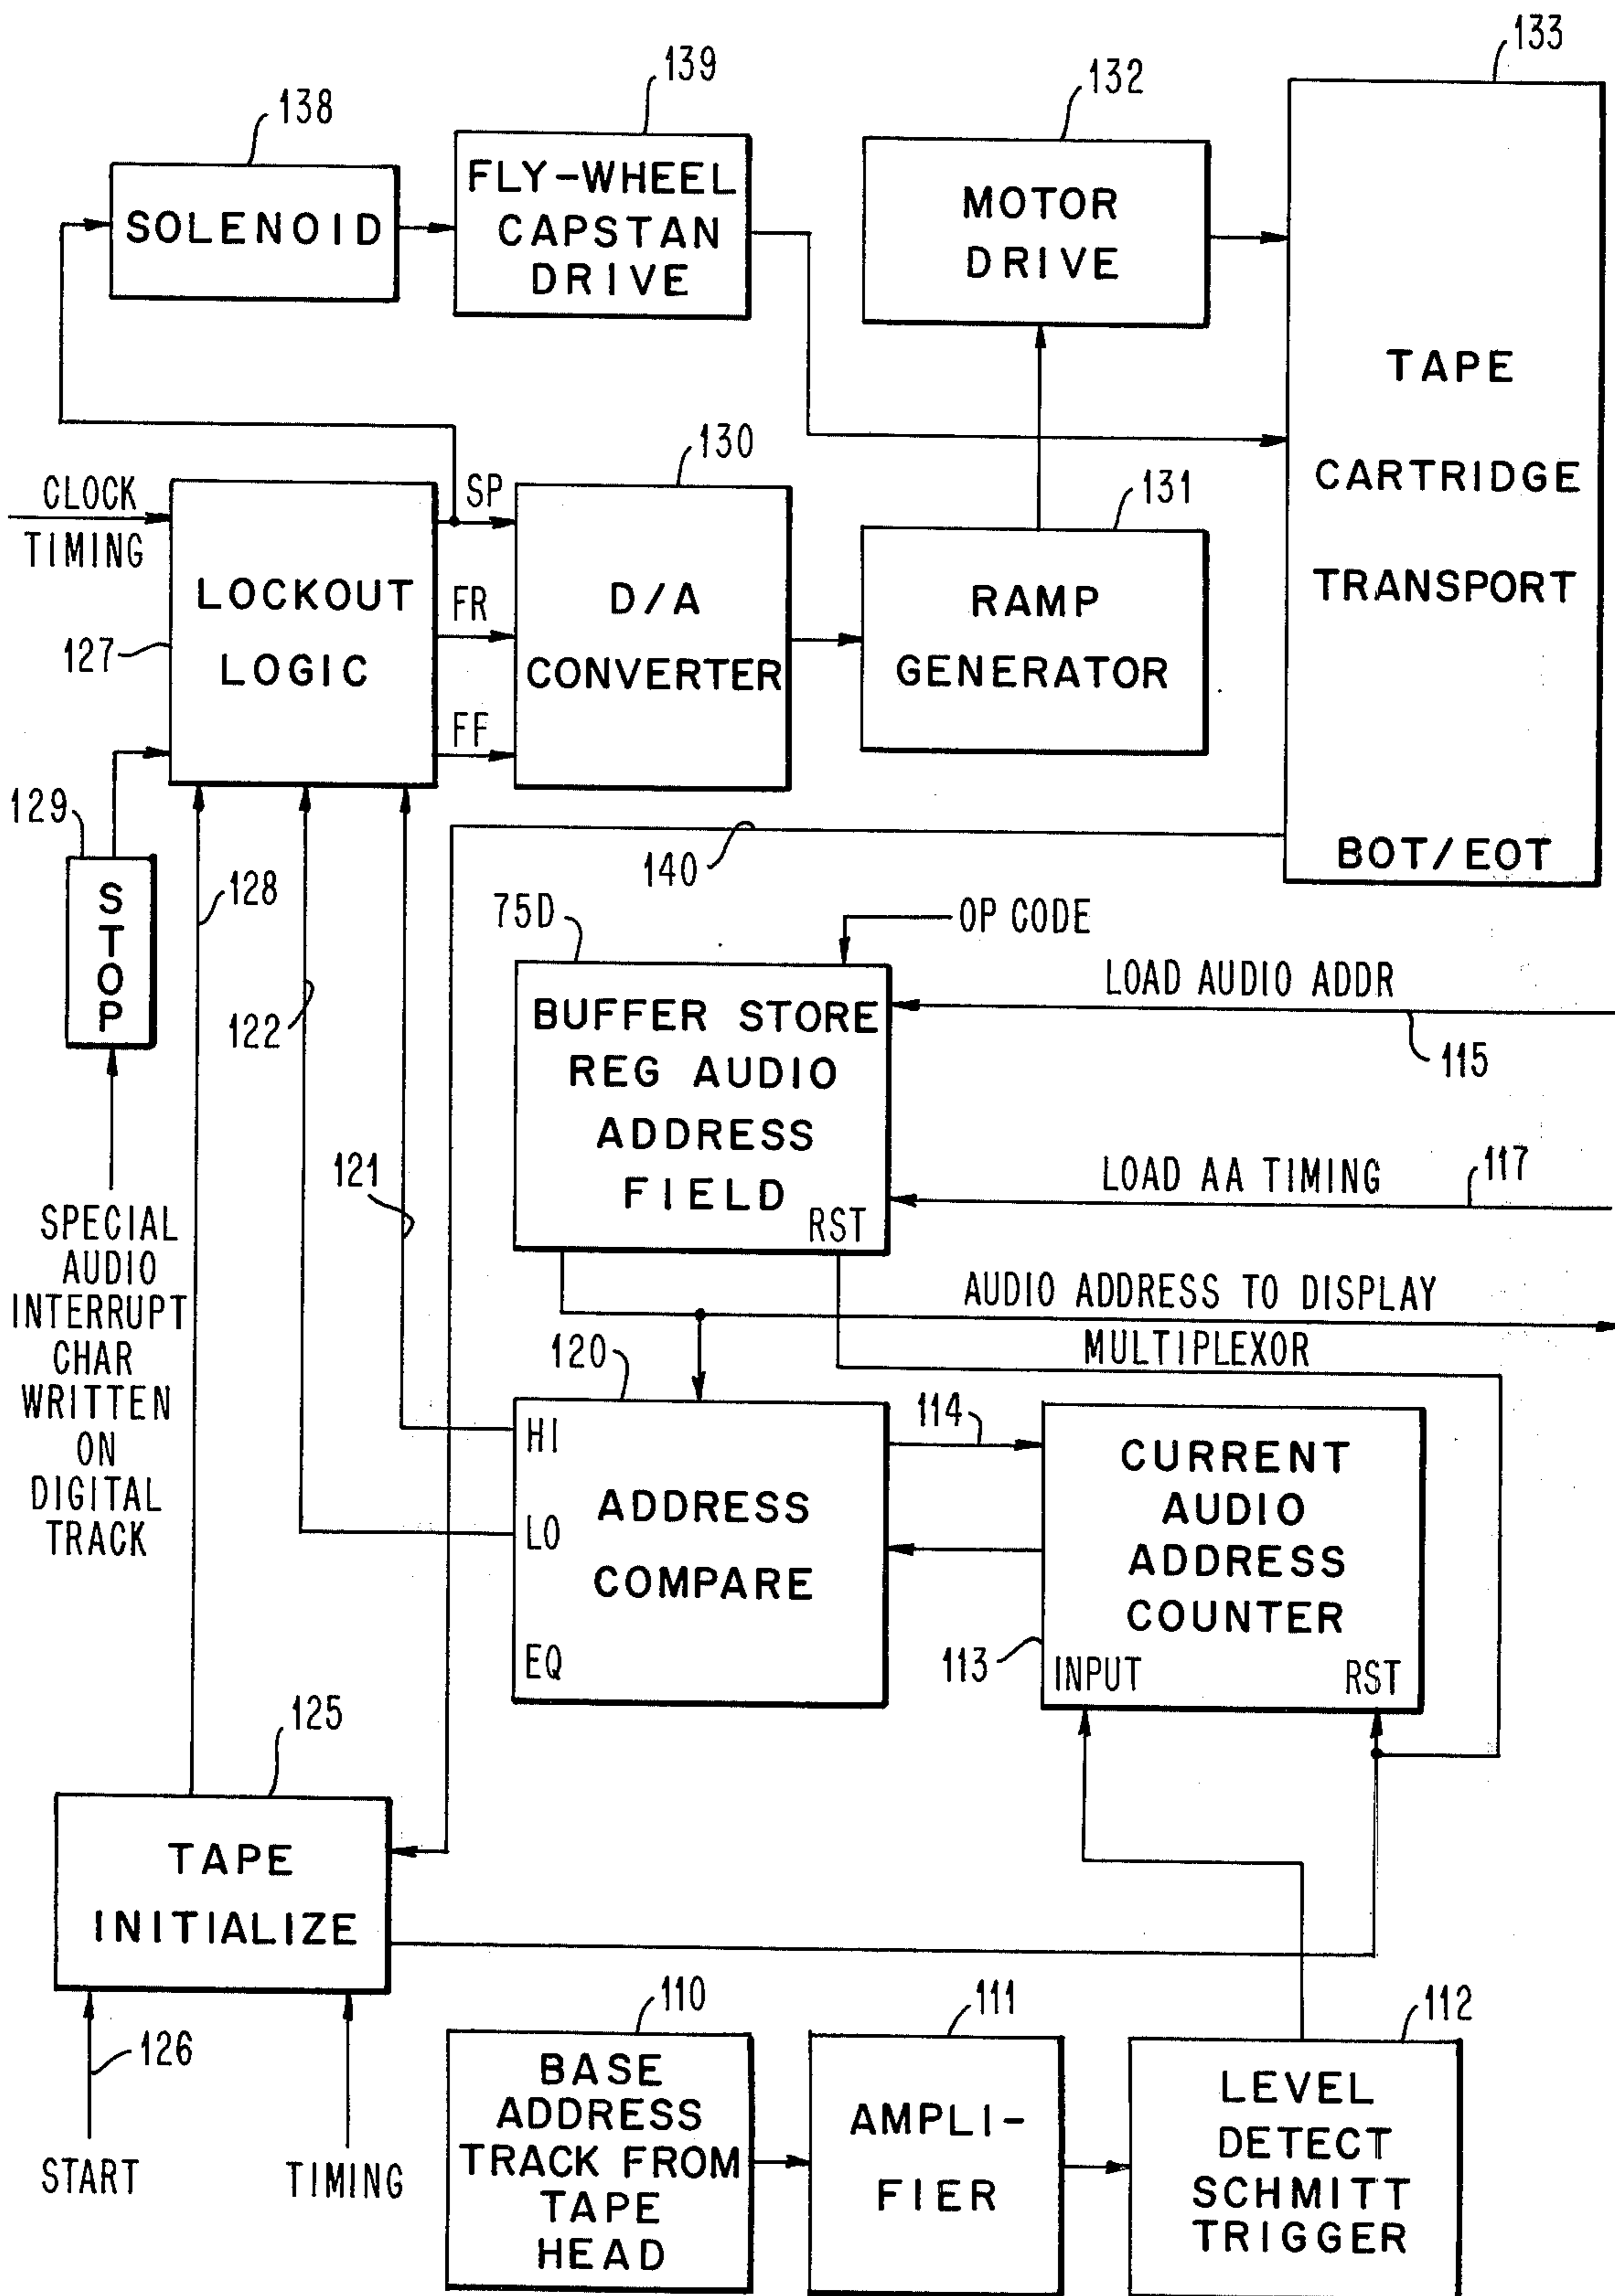 133
139
132
138
FLY-WHEEL
CAPSTAN
DRIVE
SOLENOID
MOTOR
DRIVE
TAPE
CARTRIDGE
TRANSPORT
BOT/EOT
130
131
CLOCK
TIMING
LOCKOUT
LOGIC
127
SP
FR
FF
D/A
CONVERTER
RAMP
GENERATOR
129
STOP
128
122
121
140
75D
OP CODE
BUFFER STORE
REG AUDIO
ADDRESS
FIELD
RST
LOAD AUDIO ADDR
115
LOAD AA TIMING
117
SPECIAL
AUDIO
INTERRUPT
CHAR
WRITTEN
ON
DIGITAL
TRACK
AUDIO ADDRESS TO DISPLAY
MULTIPLEXOR
120
HI
LO
EQ
ADDRESS
COMPARE
114
CURRENT
AUDIO
ADDRESS
COUNTER
113
INPUT
RST
125
TAPE
INITIALIZE
126
START
TIMING
110
BASE
ADDRESS
TRACK FROM
TAPE
HEAD
111
AMPLI-
FIER
112
LEVEL
DETECT
SCHMITT
TRIGGER